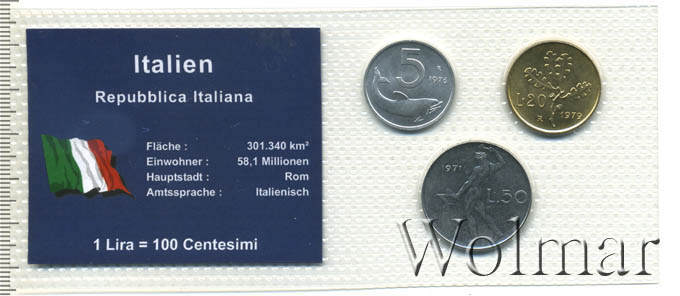 Italien
Repubblica Italiana
Fläche : 301.340 km²
Einwohner : 58,1 Millionen
Hauptstadt : Rom
Amtssprache : Italienisch
1 Lira = 100 Centesimi
5
R
1976
L.20
R
1979
1971
L.50
Wolmar